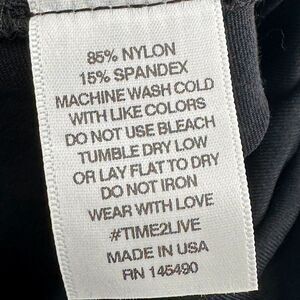 85% NYLON
15% SPANDEX
MACHINE WASH COLD
WITH LIKE COLORS
DO NOT USE BLEACH
TUMBLE DRY LOW
OR LAY FLAT TO DRY
DO NOT IRON
WEAR WITH LOVE
#TIME2LIVE
MADE IN USA
RN 145490